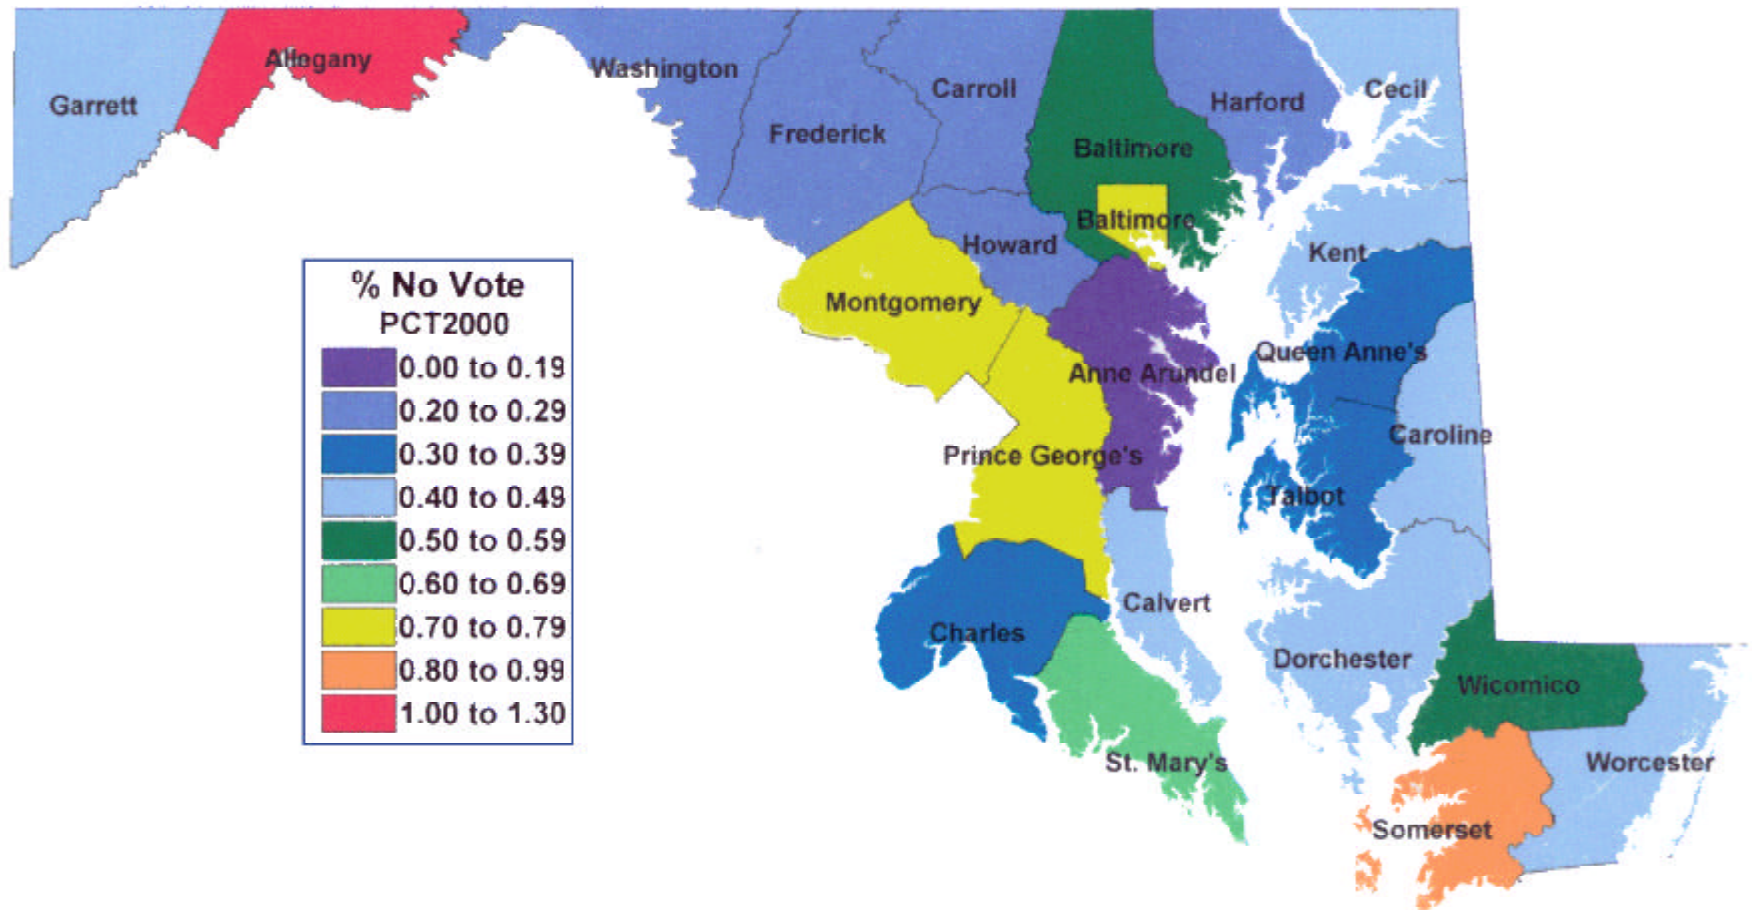 Allegany
Garrett
Washington
Frederick
Carroll
Harford
Cecil
Baltimore
Baltimore
Howard
Kent
Montgomery
Queen Anne's
Anne Arundel
Caroline
Prince George's
Talbot
Calvert
Charles
Dorchester
Wicomico
St. Mary's
Worcester
Somerset
% No Vote
PCT2000
0.00 to 0.19
0.20 to 0.29
0.30 to 0.39
0.40 to 0.49
0.50 to 0.59
0.60 to 0.69
0.70 to 0.79
0.80 to 0.99
1.00 to 1.30